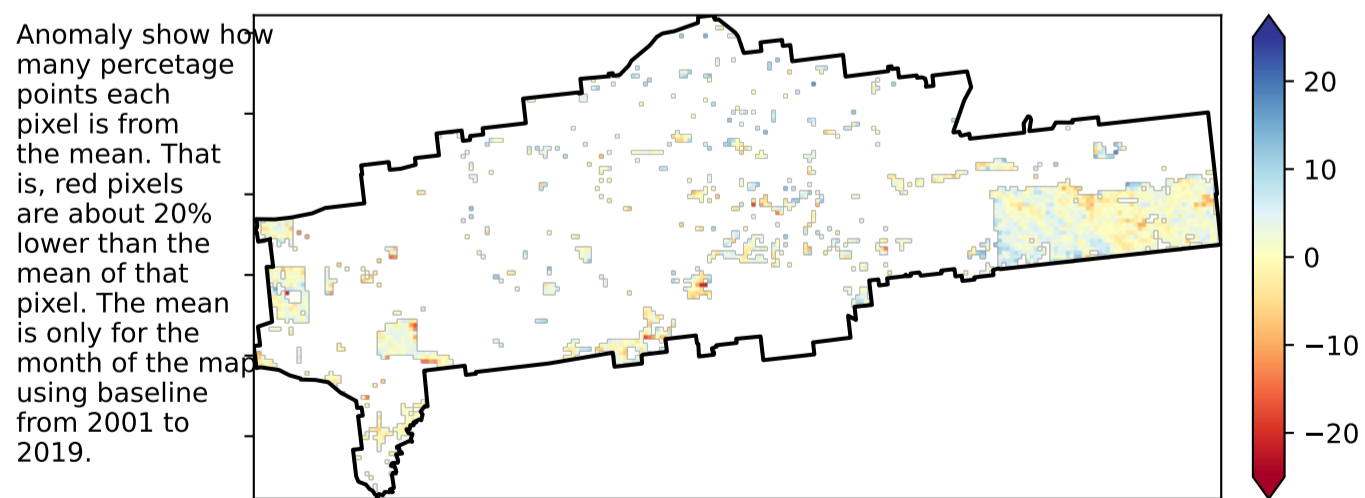 Anomaly show how
many percetage
points each
pixel is from
the mean. That
is, red pixels
are about 20%
lower than the
mean of that
pixel. The mean
is only for the
month of the map
using baseline
from 2001 to
2019.
20
10
0
−10
−20